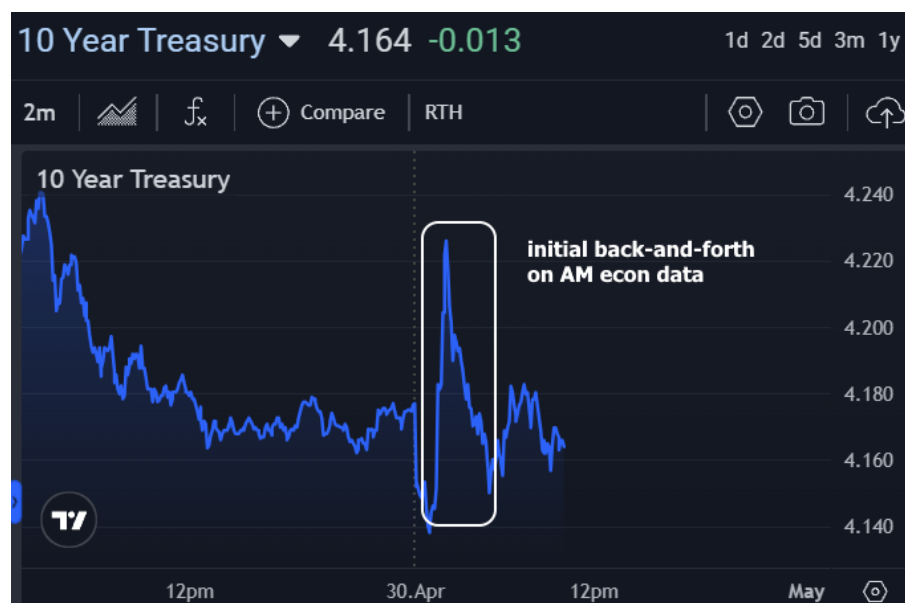 10 Year Treasury 4.164 -0.013 1d 2d 5d 3m 1y
2m fx Compare RTH
10 Year Treasury
4.240
initial back-and-forth
on AM econ data
4.220
4.200
4.180
4.160
4.140
12pm 30.Apr 12pm May